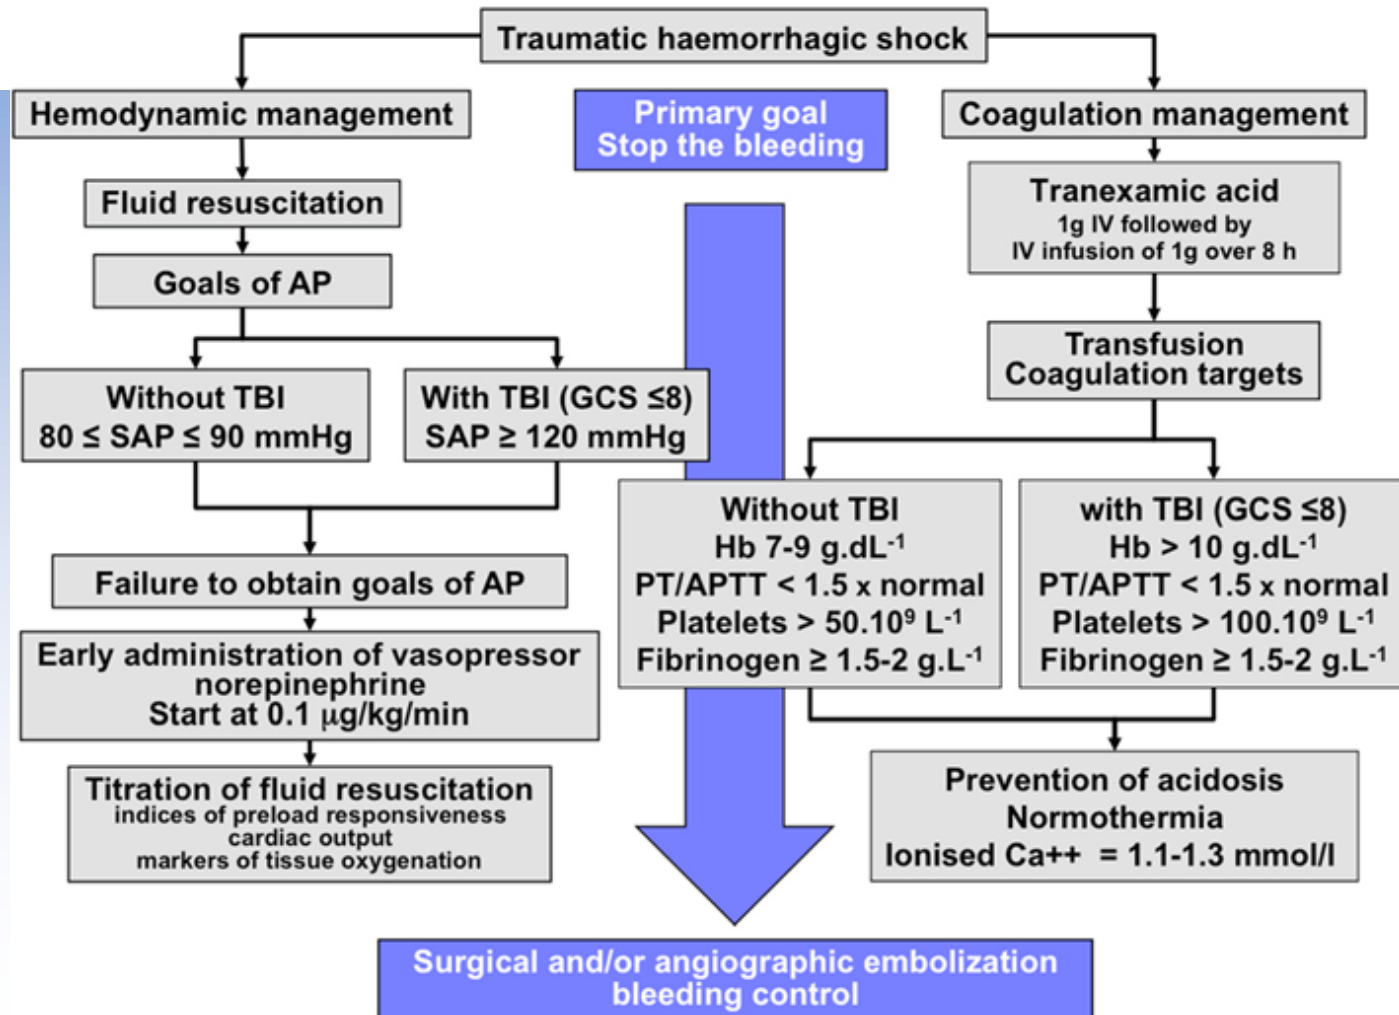 Traumatic haemorrhagic shock
Hemodynamic management
Fluid resuscitation
Goals of AP
Without TBI
80 ≤ SAP ≤ 90 mmHg
With TBI (GCS ≤8)
SAP ≥ 120 mmHg
Failure to obtain goals of AP
Early administration of vasopressor
norepinephrine
Start at 0.1 µg/kg/min
Titration of fluid resuscitation
indices of preload responsiveness
cardiac output
markers of tissue oxygenation
Primary goal
Stop the bleeding
Coagulation management
Tranexamic acid
1g IV followed by
IV infusion of 1g over 8 h
Transfusion
Coagulation targets
Without TBI
Hb 7-9 g.dL⁻¹
PT/APTT < 1.5 x normal
Platelets > 50.10⁹ L⁻¹
Fibrinogen ≥ 1.5-2 g.L⁻¹
with TBI (GCS ≤8)
Hb > 10 g.dL⁻¹
PT/APTT < 1.5 x normal
Platelets > 100.10⁹ L⁻¹
Fibrinogen ≥ 1.5-2 g.L⁻¹
Prevention of acidosis
Normothermia
Ionised Ca++ = 1.1-1.3 mmol/l
Surgical and/or angiographic embolization
bleeding control